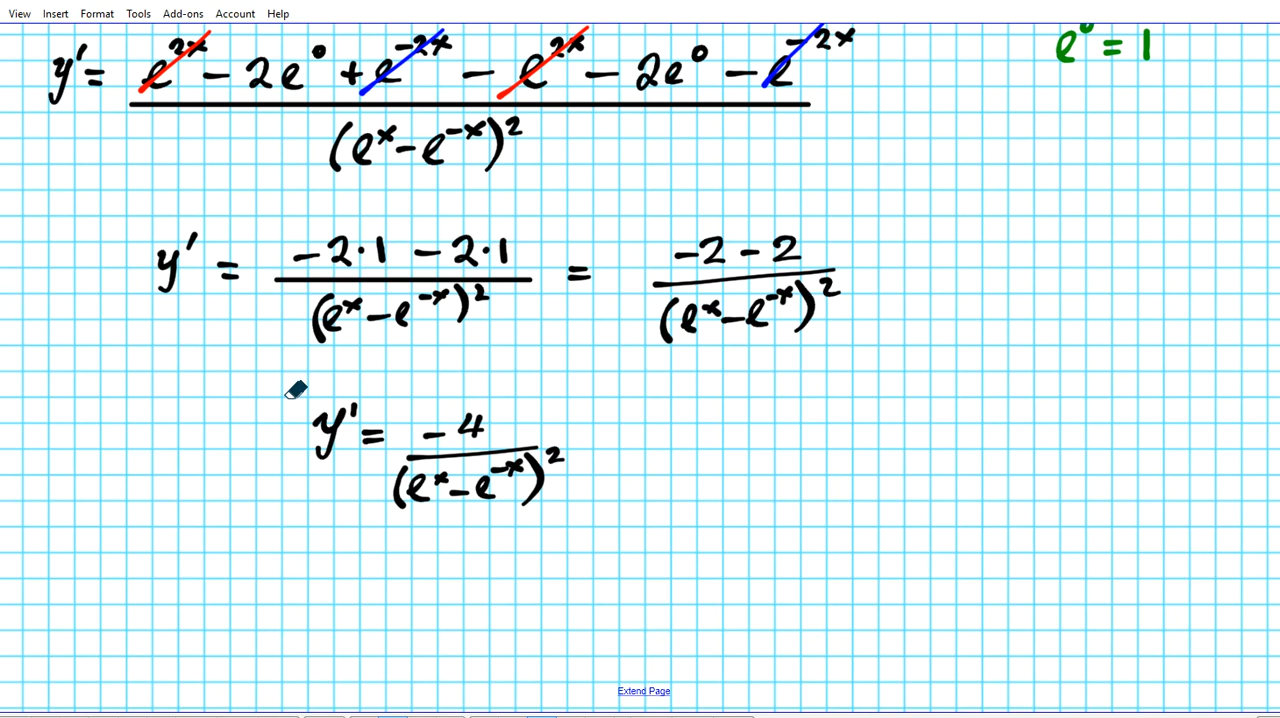 View Insert Format Tools Add-ons Account Help
y' = e^{2x} - 2e^0 + e^{-2x} - e^{2x} - 2e^0 - e^{-2x}
e^0 = 1
(e^x - e^{-x})^2
y' = -2·1 - 2·1 / (e^x - e^{-x})^2 = -2 - 2 / (e^x - e^{-x})^2
y' = -4 / (e^x - e^{-x})^2
Extend Page